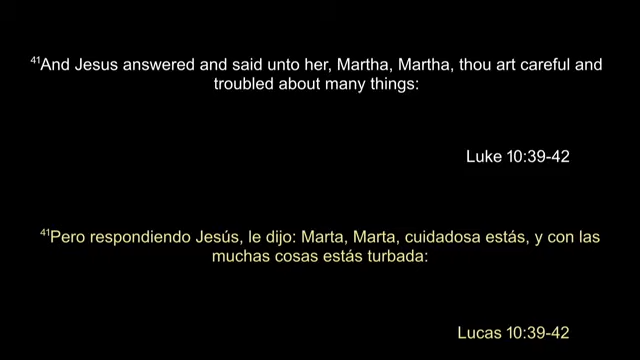 41And Jesus answered and said unto her, Martha, Martha, thou art careful and
troubled about many things:
Luke 10:39-42
41Pero respondiendo Jesús, le dijo: Marta, Marta, cuidadosa estás, y con las
muchas cosas estás turbada:
Lucas 10:39-42